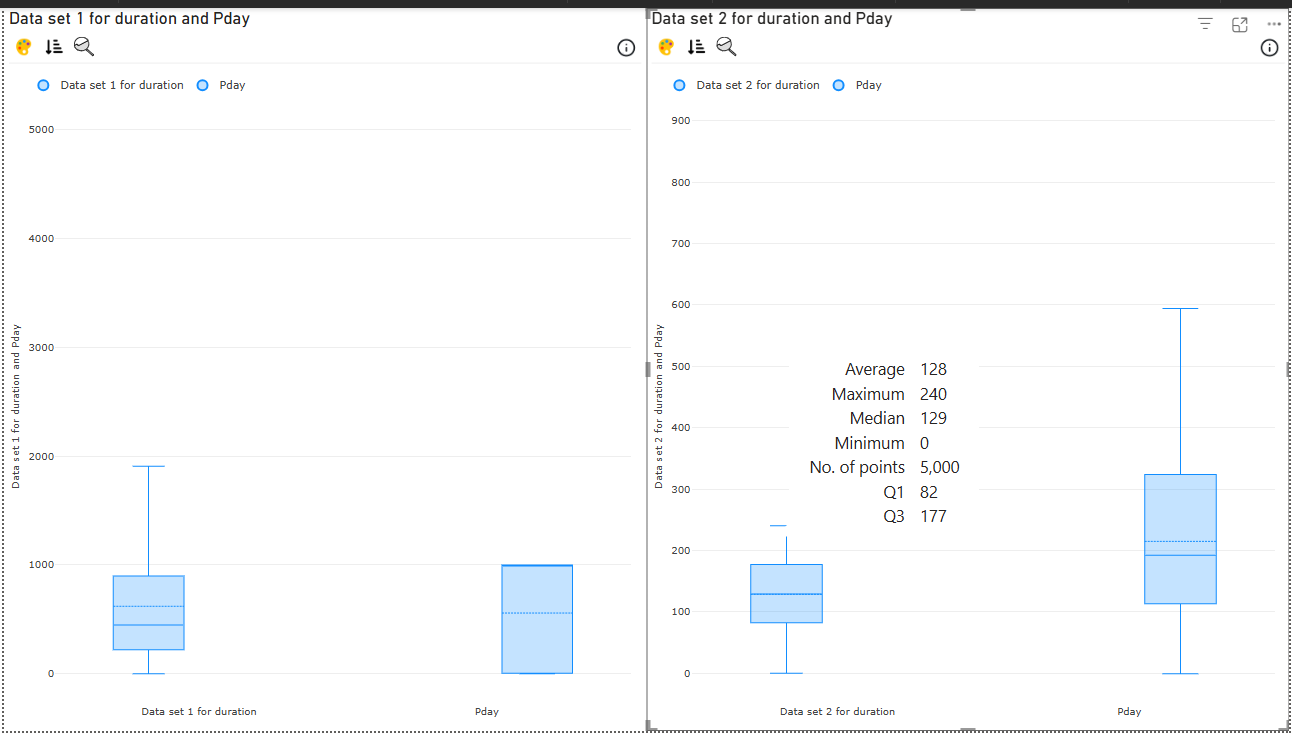 Data set 1 for duration and Pday
Data set 1 for duration Pday
5000
4000
3000
2000
1000
0
Data set 1 for duration and Pday
Data set 1 for duration Pday
Data set 2 for duration and Pday
Data set 2 for duration Pday
900
800
700
600
500
400
300
200
100
0
Data set 2 for duration and Pday
Average 128
Maximum 240
Median 129
Minimum 0
No. of points 5,000
Q1 82
Q3 177
Data set 2 for duration Pday